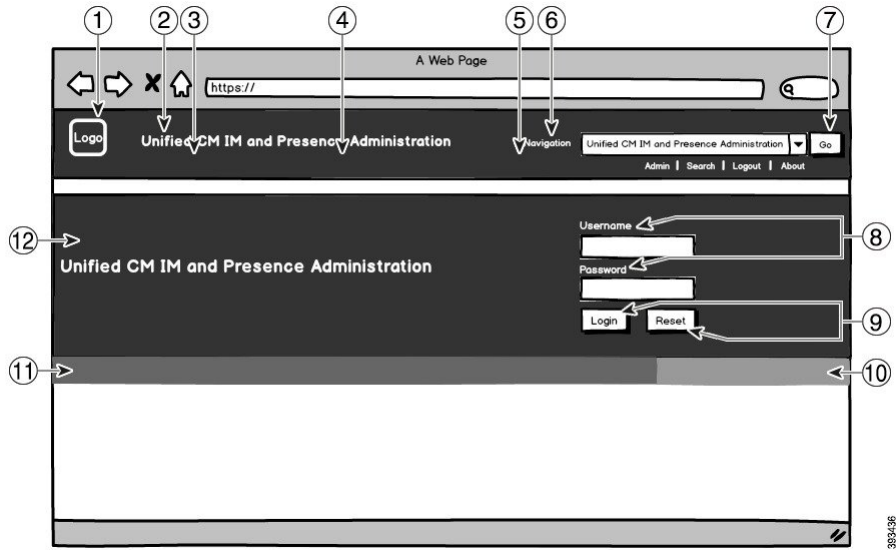 1 2 3 4 5 6 7
A Web Page
https://
Logo
Unified CM IM and Presence Administration
Navigation
Unified CM IM and Presence Administration
Go
Admin | Search | Logout | About
12
Unified CM IM and Presence Administration
Username
8
Password
Login Reset
9
11
10
393436